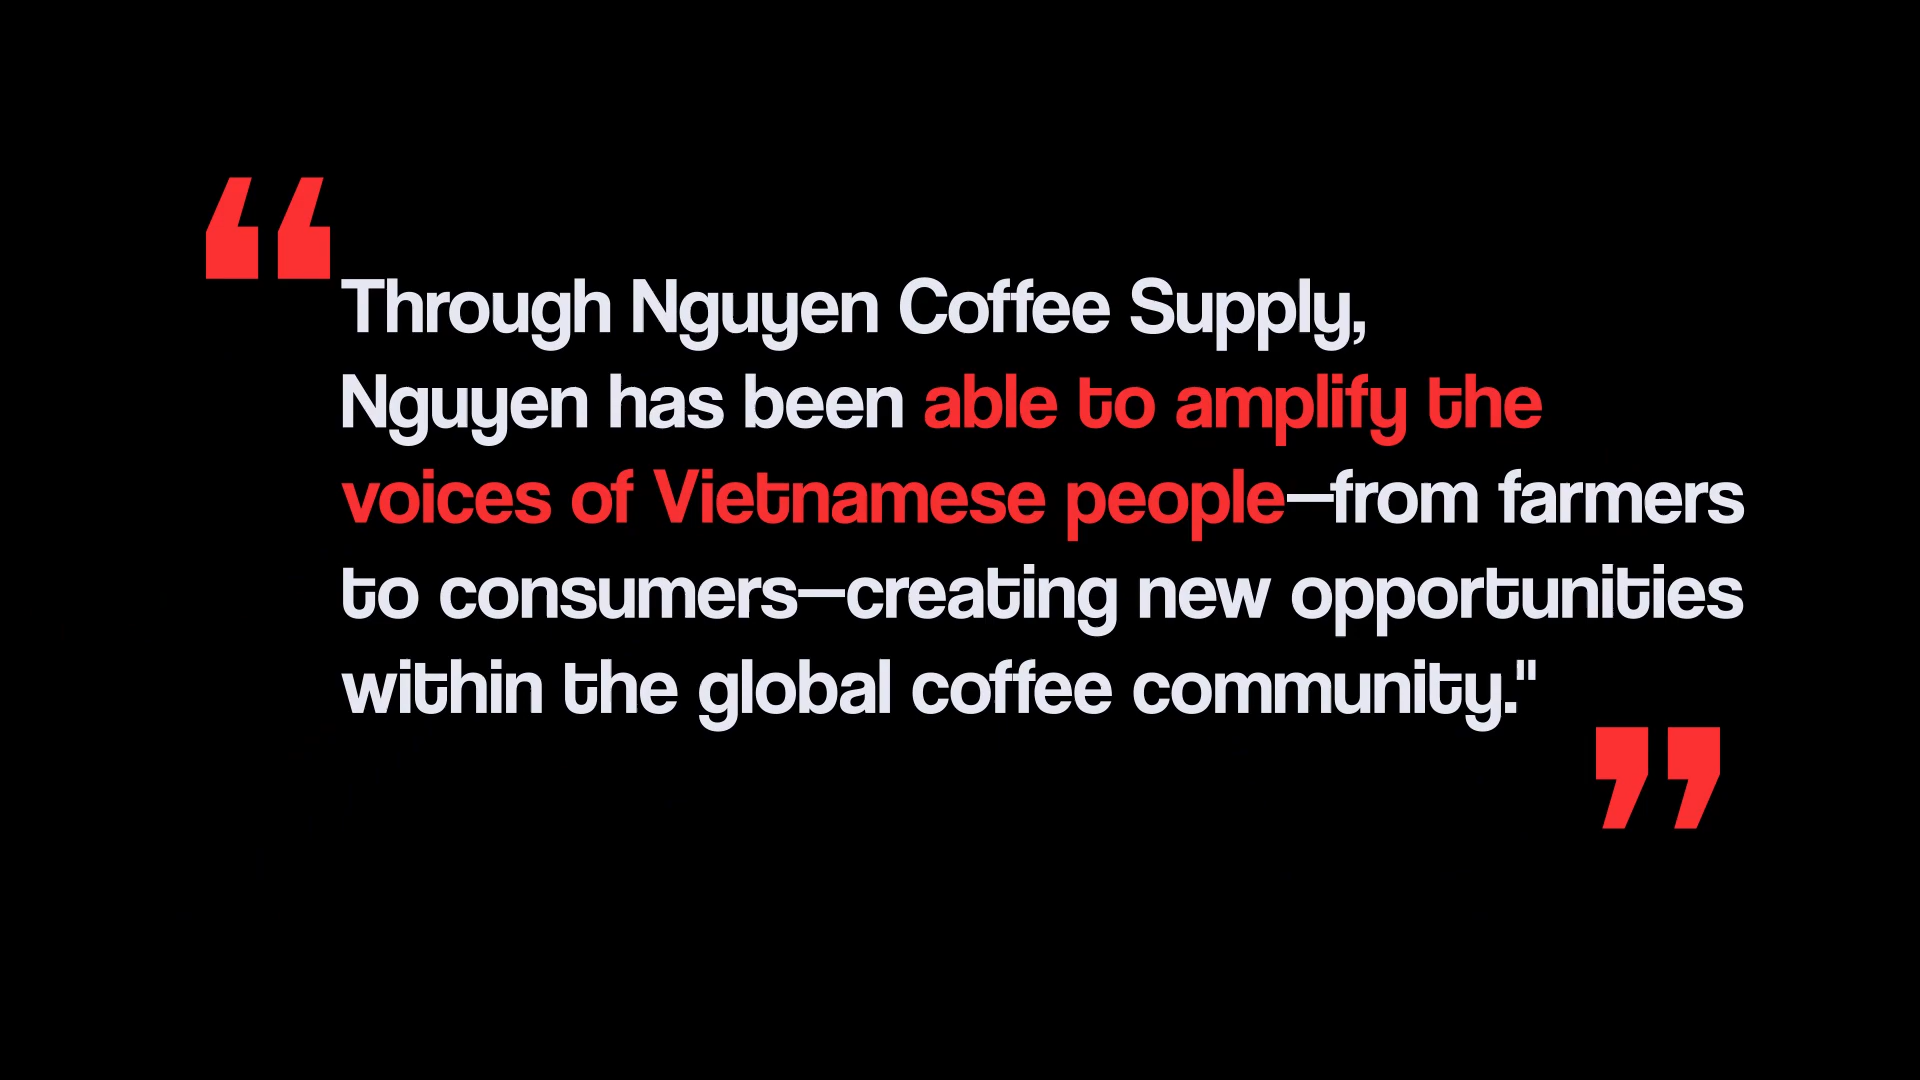 “
Through Nguyen Coffee Supply,
Nguyen has been able to amplify the
voices of Vietnamese people—from farmers
to consumers—creating new opportunities
within the global coffee community."
”